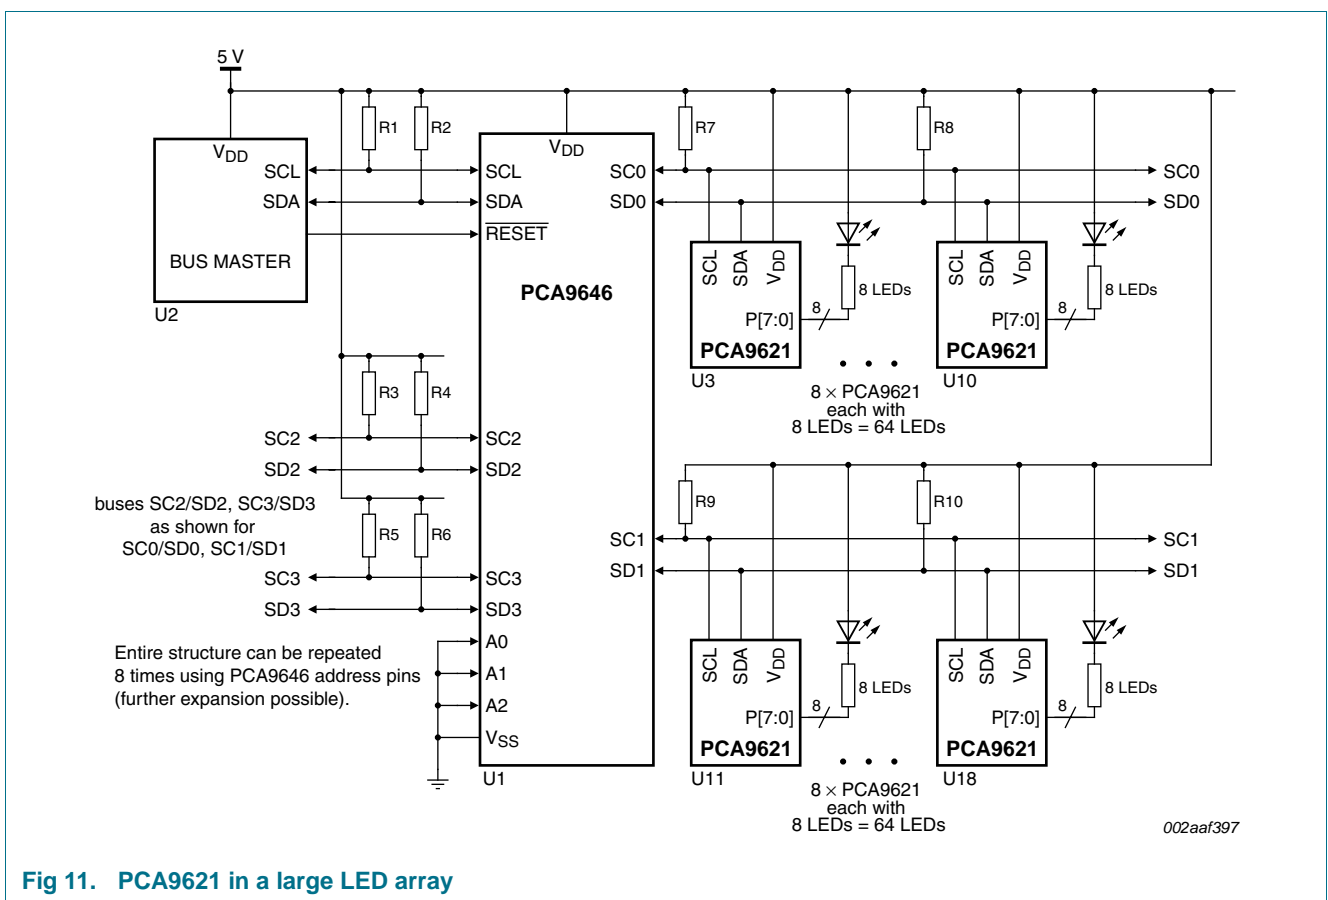 5 V
R1
R2
R7
R8
VDD
SCL
SDA
BUS MASTER
U2
VDD
SCL
SDA
RESET
PCA9646
SC0
SD0
SC0
SD0
SCL
SDA
VDD
P[7:0]
PCA9621
U3
8
8 LEDs
SCL
SDA
VDD
P[7:0]
PCA9621
U10
8
8 LEDs
8 × PCA9621
each with
8 LEDs = 64 LEDs
R3
R4
SC2
SD2
SC2
SD2
buses SC2/SD2, SC3/SD3
as shown for
SC0/SD0, SC1/SD1
R5
R6
SC3
SD3
SC3
SD3
A0
A1
A2
VSS
U1
Entire structure can be repeated
8 times using PCA9646 address pins
(further expansion possible).
R9
R10
SC1
SD1
SC1
SD1
SCL
SDA
VDD
P[7:0]
PCA9621
U11
8
8 LEDs
SCL
SDA
VDD
P[7:0]
PCA9621
U18
8
8 LEDs
8 × PCA9621
each with
8 LEDs = 64 LEDs
002aaf397
Fig 11. PCA9621 in a large LED array